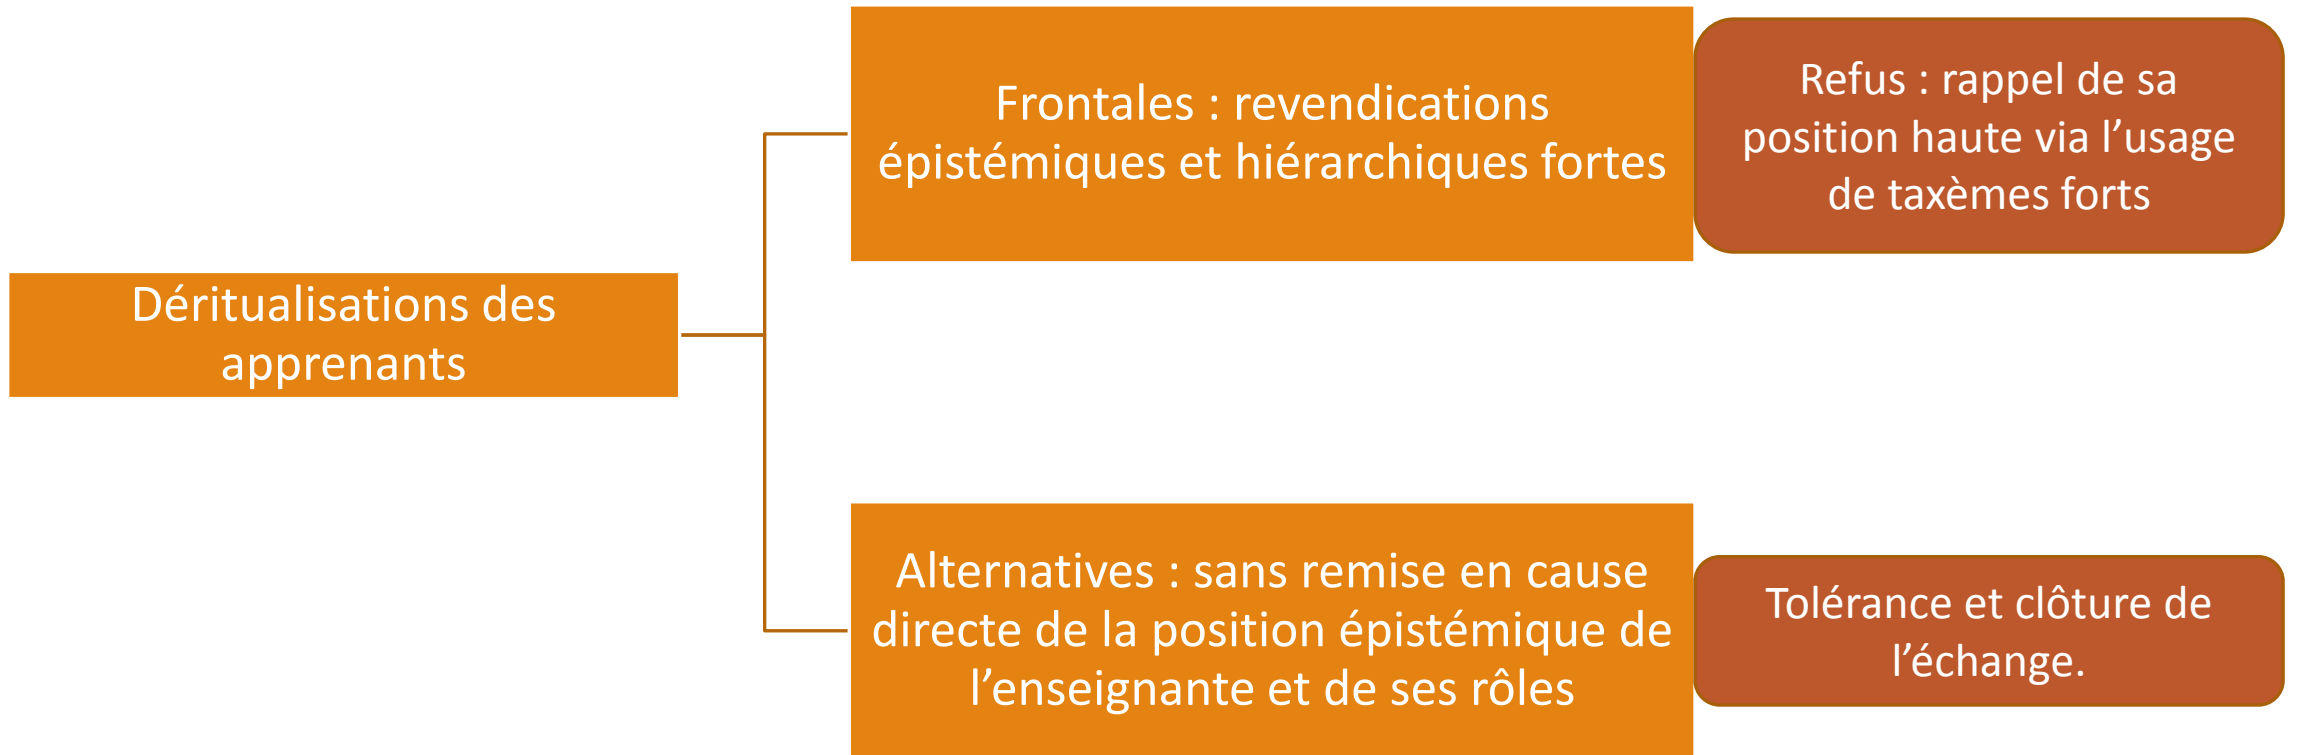 Déritualisations des
apprenants
Frontales : revendications
épistémiques et hiérarchiques fortes
Refus : rappel de sa
position haute via l’usage
de taxèmes forts
Alternatives : sans remise en cause
directe de la position épistémique de
l’enseignante et de ses rôles
Tolérance et clôture de
l’échange.